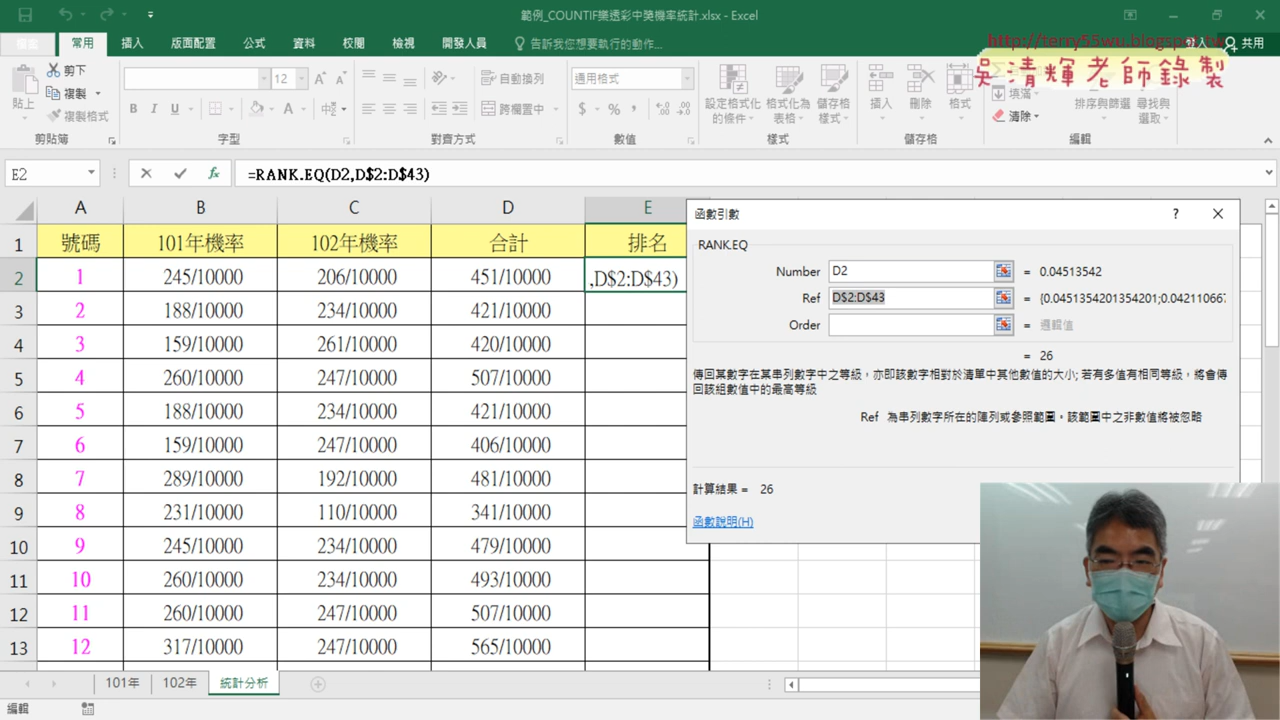 範例_COUNTIF樂透彩中獎機率統計.xlsx - Excel
常用 插入 版面配置 公式 資料 校閱 檢視 開發人員 告訴我您想要執行的動作... 共用
http://terry55wu.blogspot.tw
吳清輝老師錄製
貼上 剪下 複製 複製格式 12 自動換列 跨欄置中 通用格式
B I U A $ % ,
設定格式化的條件 格式化為表格 儲存格樣式 插入 刪除 格式 填滿 清除 排序與篩選 尋找與選取
剪貼簿 字型 對齊方式 數值 樣式 儲存格 編輯
E2 fx =RANK.EQ(D2,D$2:D$43)
A B C D E
1 號碼 101年機率 102年機率 合計 排名
2 1 245/10000 206/10000 451/10000 ,D$2:D$43)
3 2 188/10000 234/10000 421/10000
4 3 159/10000 261/10000 420/10000
5 4 260/10000 247/10000 507/10000
6 5 188/10000 234/10000 421/10000
7 6 159/10000 247/10000 406/10000
8 7 289/10000 192/10000 481/10000
9 8 231/10000 110/10000 341/10000
10 9 245/10000 234/10000 479/10000
11 10 260/10000 234/10000 493/10000
12 11 260/10000 247/10000 507/10000
13 12 317/10000 247/10000 565/10000
函數引數 ?
RANK.EQ
Number D2 = 0.04513542
Ref D$2:D$43 = {0.0451354201354201;0.042110667
Order = 邏輯值
= 26
傳回某數字在某串列數字中之等級，亦即該數字相對於清單中其他數值的大小; 若有多值有相同等級，將會傳
回該組數值中的最高等級
Ref 為串列數字所在的陣列或參照範圍，該範圍中之非數值將被忽略
計算結果 = 26
函數說明(H)
101年 102年 統計分析
編輯